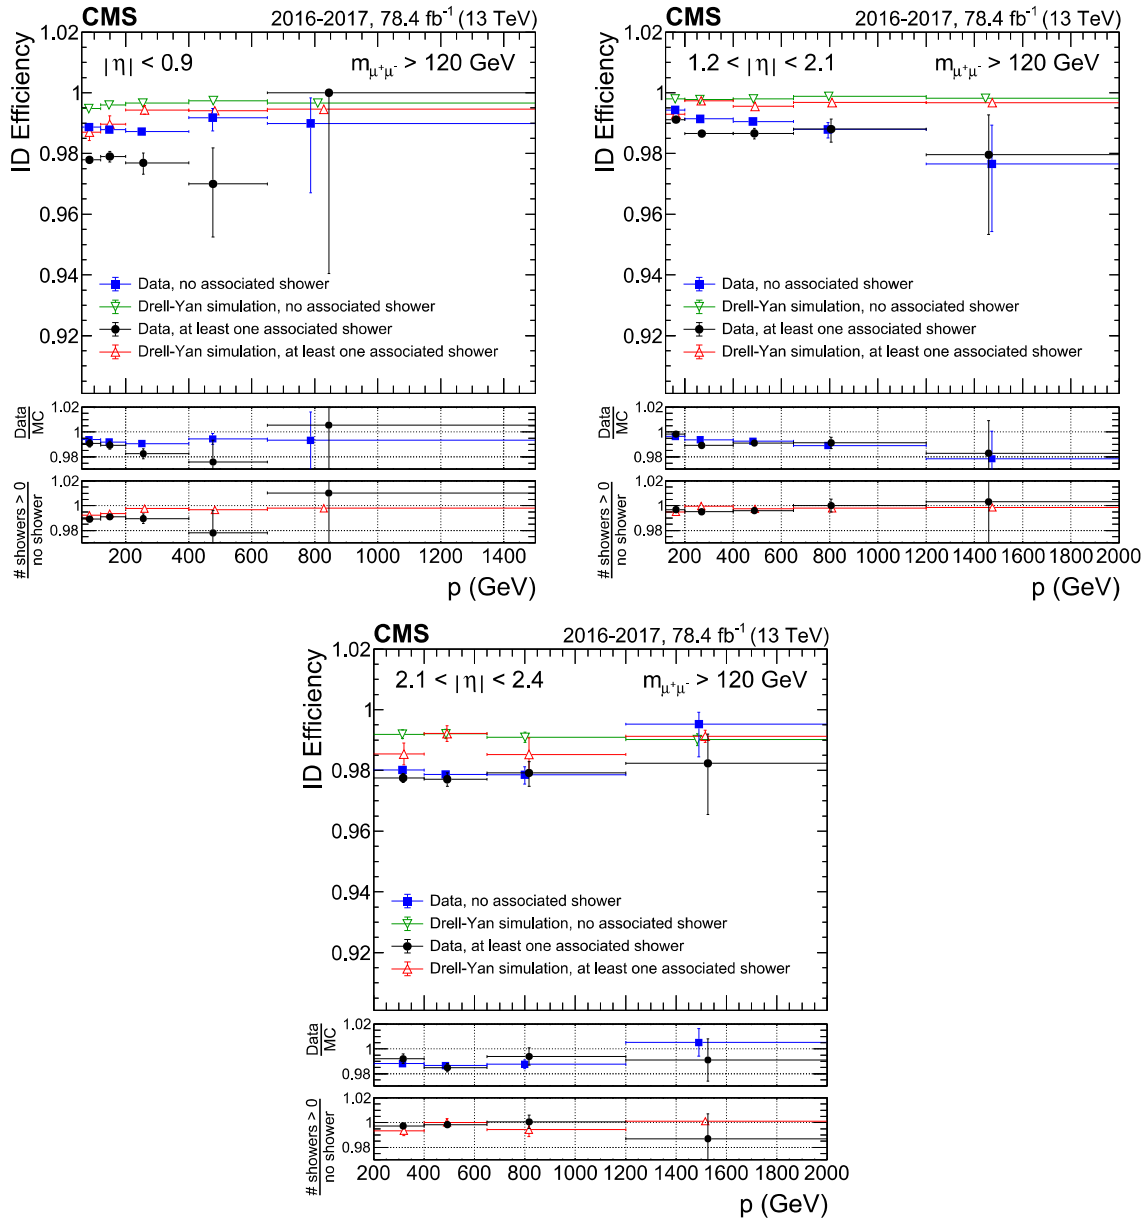 CMS
2016-2017, 78.4 fb⁻¹ (13 TeV)
ID Efficiency
1.02
1
0.98
0.96
0.94
0.92
|η| < 0.9
m_μ⁺μ⁻ > 120 GeV
Data, no associated shower
Drell-Yan simulation, no associated shower
Data, at least one associated shower
Drell-Yan simulation, at least one associated shower
Data
MC
1.02
1
0.98
# showers > 0
no shower
1.02
1
0.98
200 400 600 800 1000 1200 1400
p (GeV)
CMS
2016-2017, 78.4 fb⁻¹ (13 TeV)
ID Efficiency
1.02
1
0.98
0.96
0.94
0.92
1.2 < |η| < 2.1
m_μ⁺μ⁻ > 120 GeV
Data, no associated shower
Drell-Yan simulation, no associated shower
Data, at least one associated shower
Drell-Yan simulation, at least one associated shower
Data
MC
1.02
1
0.98
# showers > 0
no shower
1.02
1
0.98
200 400 600 800 1000 1200 1400 1600 1800 2000
p (GeV)
CMS
2016-2017, 78.4 fb⁻¹ (13 TeV)
ID Efficiency
1.02
1
0.98
0.96
0.94
0.92
2.1 < |η| < 2.4
m_μ⁺μ⁻ > 120 GeV
Data, no associated shower
Drell-Yan simulation, no associated shower
Data, at least one associated shower
Drell-Yan simulation, at least one associated shower
Data
MC
1.02
1
0.98
# showers > 0
no shower
1.02
1
0.98
200 400 600 800 1000 1200 1400 1600 1800 2000
p (GeV)